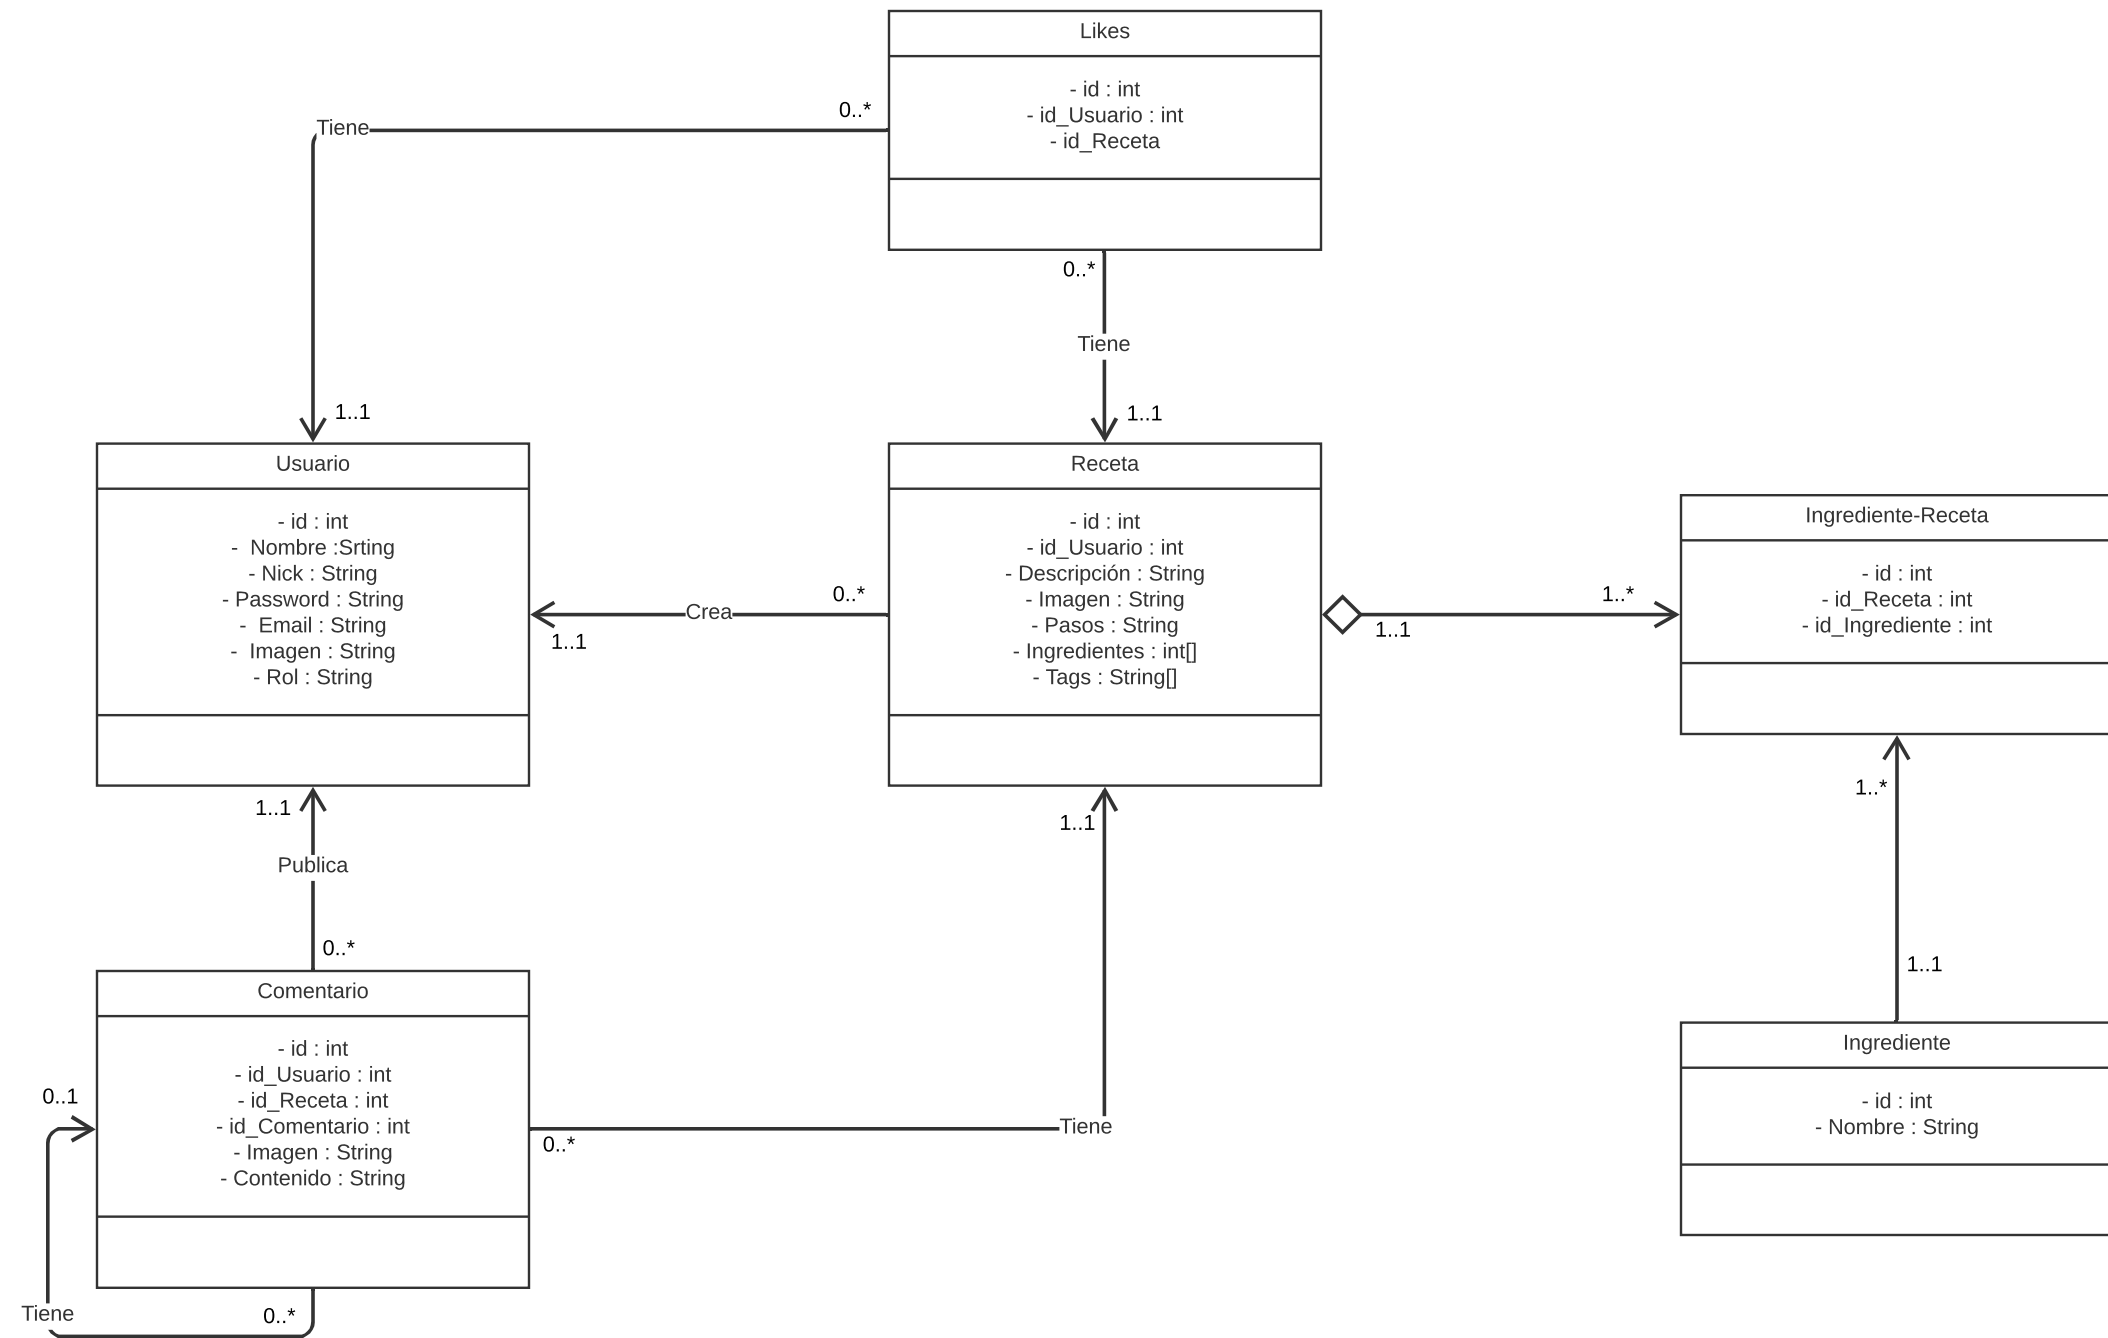 Likes
- id : int
- id_Usuario : int
- id_Receta
0..*
Tiene
1..1
0..*
Tiene
1..1
Usuario
- id : int
-  Nombre :Srting
- Nick : String
- Password : String
-  Email : String
-  Imagen : String
- Rol : String
1..1
Crea
0..*
Receta
- id : int
- id_Usuario : int
- Descripción : String
- Imagen : String
- Pasos : String
- Ingredientes : int[]
- Tags : String[]
1..1
1..*
Ingrediente-Receta
- id : int
- id_Receta : int
- id_Ingrediente : int
1..*
1..1
Ingrediente
- id : int
- Nombre : String
1..1
Publica
0..*
Comentario
- id : int
- id_Usuario : int
- id_Receta : int
- id_Comentario : int
- Imagen : String
- Contenido : String
0..1
Tiene
0..*
0..*
Tiene
1..1